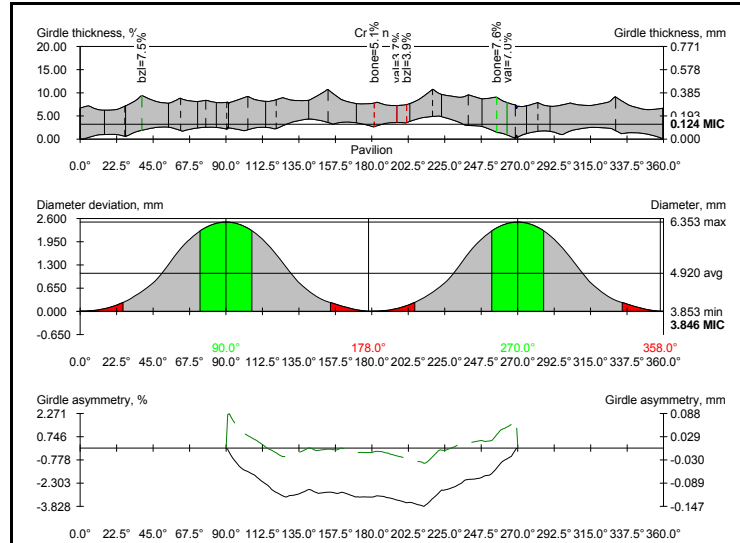 Girdle thickness, %
Crown
Girdle thickness, mm
bzl=7.5%
bone=5.1%
val=3.7%
bzl=3.9%
bone=7.6%
val=7.0%
20.00
15.00
10.00
5.00
0.00
0.771
0.578
0.385
0.193
0.124 MIC
0.000
Pavilion
0.0° 22.5° 45.0° 67.5° 90.0° 112.5° 135.0° 157.5° 180.0° 202.5° 225.0° 247.5° 270.0° 292.5° 315.0° 337.5° 360.0°
Diameter deviation, mm
Diameter, mm
2.600
1.950
1.300
0.650
0.000
-0.650
6.353 max
4.920 avg
3.853 min
3.846 MIC
90.0° 178.0° 270.0° 358.0°
0.0° 22.5° 45.0° 67.5° 90.0° 112.5° 135.0° 157.5° 180.0° 202.5° 225.0° 247.5° 270.0° 292.5° 315.0° 337.5° 360.0°
Girdle asymmetry, %
Girdle asymmetry, mm
2.271
0.746
-0.778
-2.303
-3.828
0.088
0.029
-0.030
-0.089
-0.147
0.0° 22.5° 45.0° 67.5° 90.0° 112.5° 135.0° 157.5° 180.0° 202.5° 225.0° 247.5° 270.0° 292.5° 315.0° 337.5° 360.0°